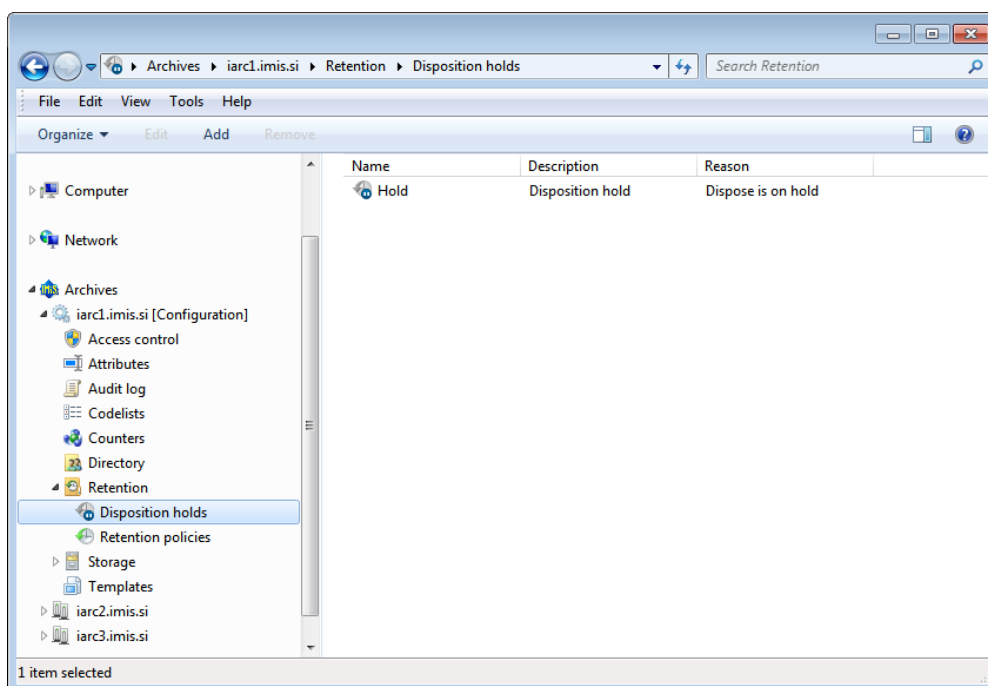 Archives iarc1.imis.si Retention Disposition holds Search Retention
File Edit View Tools Help
Organize Edit Add Remove
Name Description Reason
Hold Disposition hold Dispose is on hold
Computer
Network
Archives
iarc1.imis.si [Configuration]
Access control
Attributes
Audit log
Codelists
Counters
Directory
Retention
Disposition holds
Retention policies
Storage
Templates
iarc2.imis.si
iarc3.imis.si
1 item selected